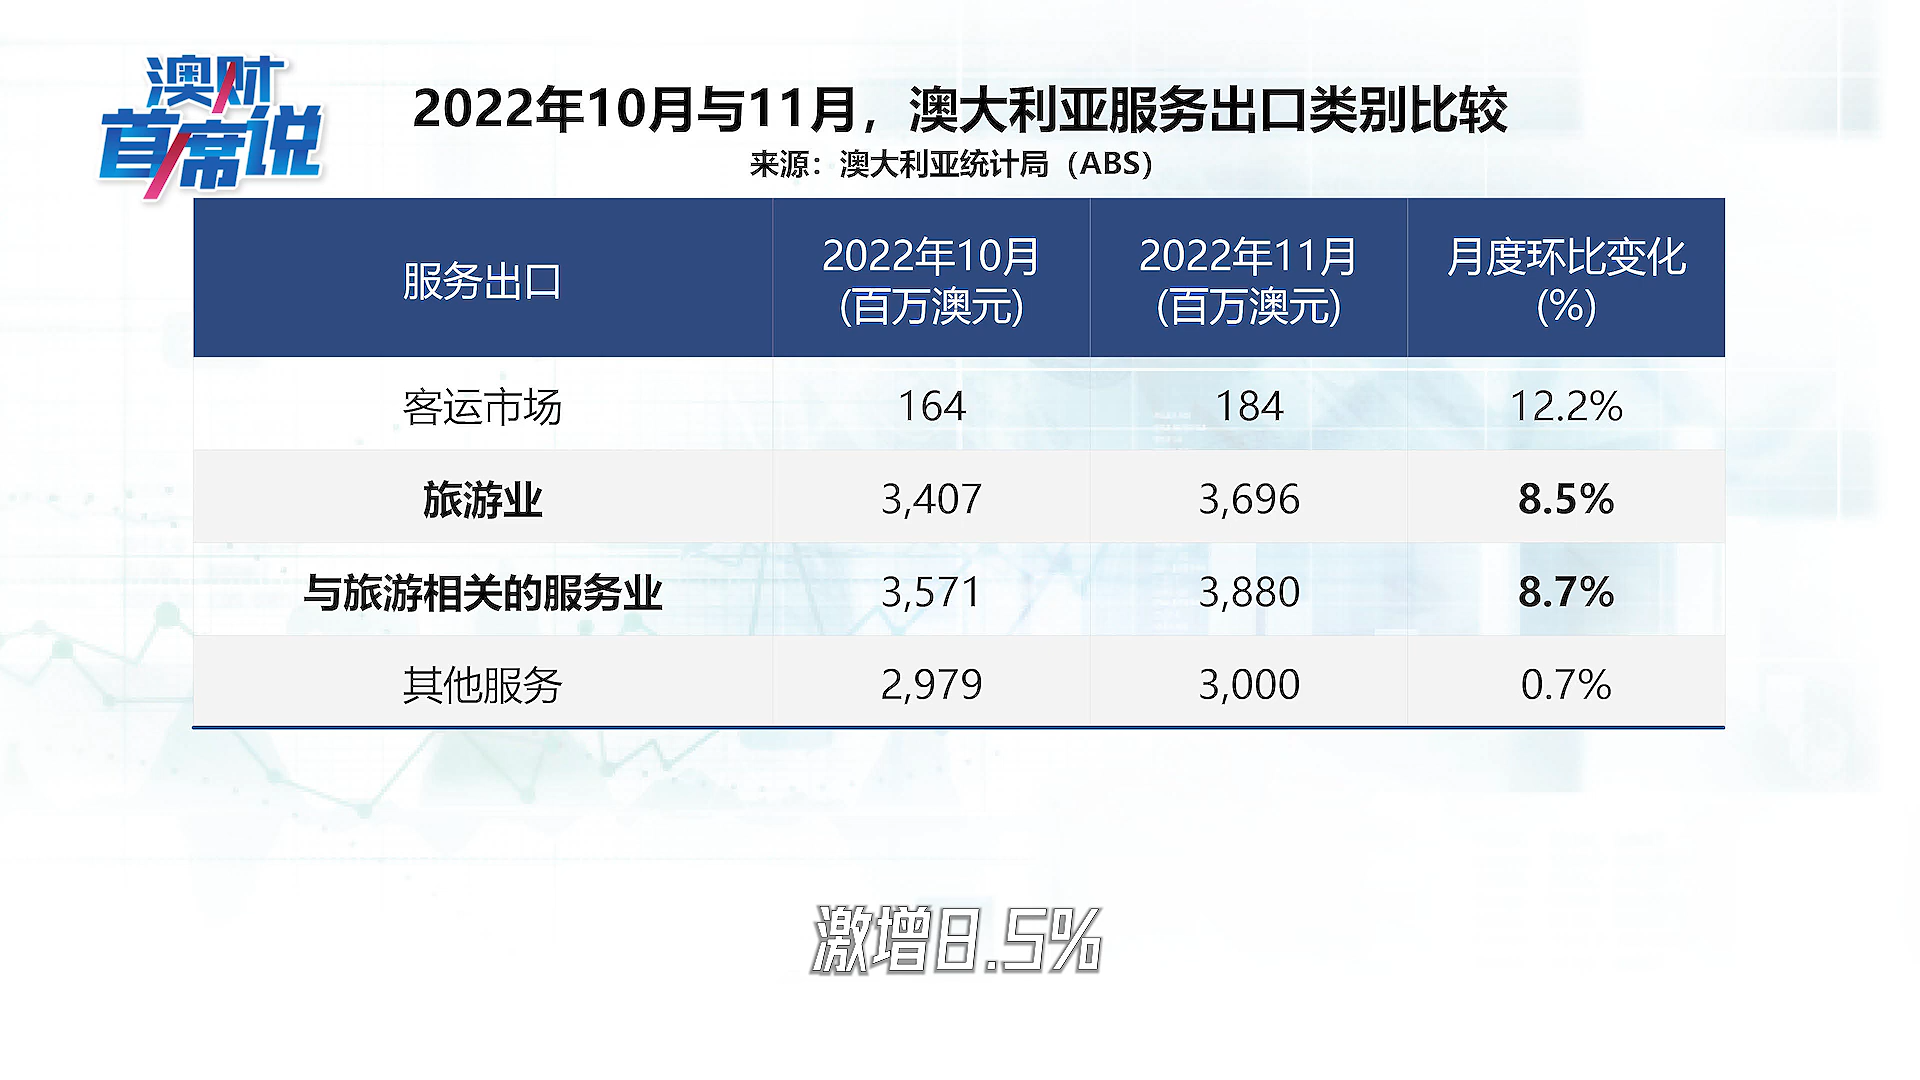 澳财
首席说
2022年10月与11月，澳大利亚服务出口类别比较
来源：澳大利亚统计局（ABS）
服务出口 2022年10月 (百万澳元) 2022年11月 (百万澳元) 月度环比变化 (%)
客运市场 164 184 12.2%
旅游业 3,407 3,696 8.5%
与旅游相关的服务业 3,571 3,880 8.7%
其他服务 2,979 3,000 0.7%
激增8.5%